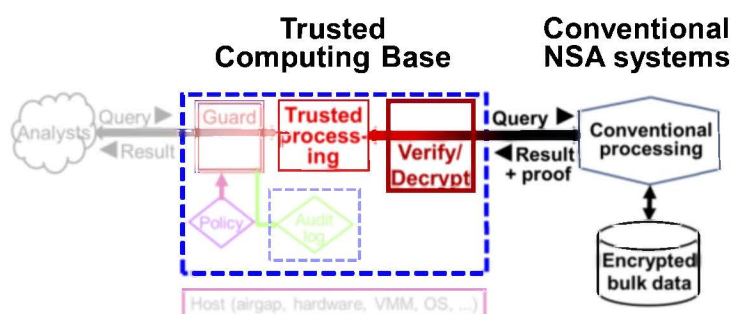 Trusted
Computing Base
Conventional
NSA systems
Analysts
Query
Result
Guard
Trusted
process-
ing
Verify/
Decrypt
Query
Result
+ proof
Conventional
processing
Policy
Audit
log
Encrypted
bulk data
Host (airgap, hardware, VMM, OS, ...)